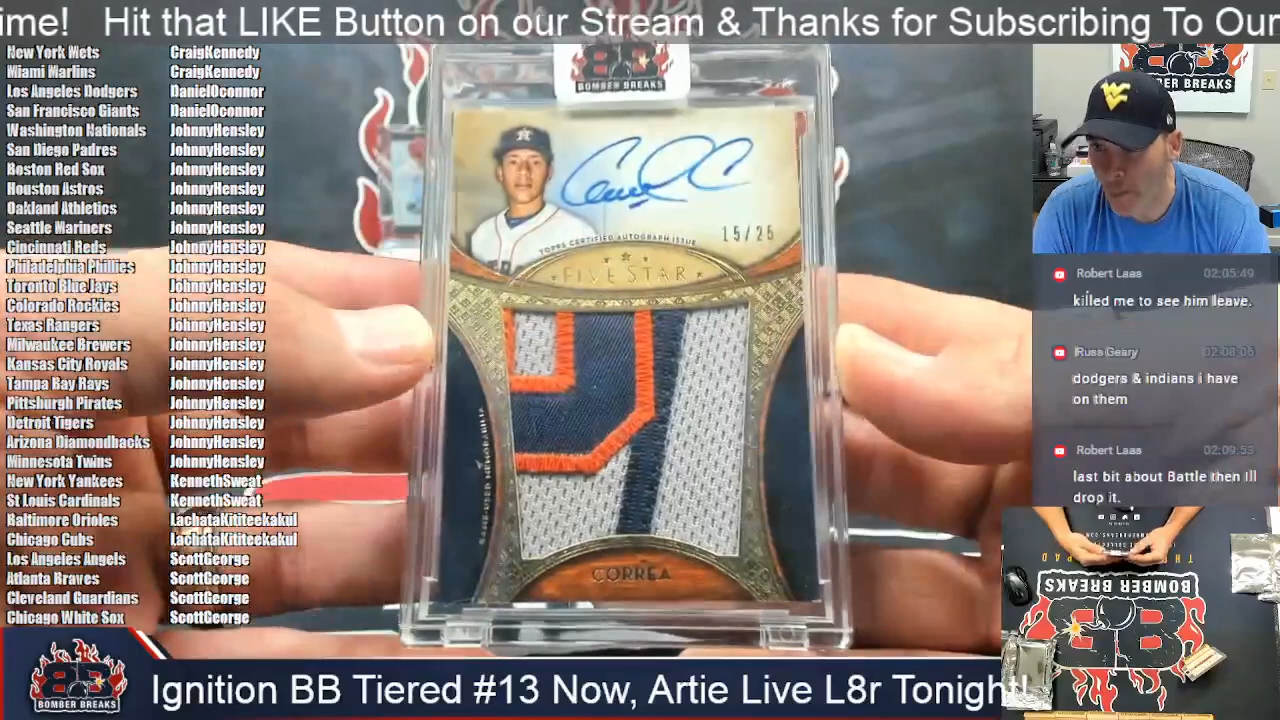 ime! Hit that LIKE Button on our Stream & Thanks for Subscribing To Our
New York Mets CraigKennedy
Miami Marlins CraigKennedy
Los Angeles Dodgers DanielOconnor
San Francisco Giants DanielOconnor
Washington Nationals JohnnyHensley
San Diego Padres JohnnyHensley
Boston Red Sox JohnnyHensley
Houston Astros JohnnyHensley
Oakland Athletics JohnnyHensley
Seattle Mariners JohnnyHensley
Cincinnati Reds JohnnyHensley
Philadelphia Phillies JohnnyHensley
Toronto Blue Jays JohnnyHensley
Colorado Rockies JohnnyHensley
Texas Rangers JohnnyHensley
Milwaukee Brewers JohnnyHensley
Kansas City Royals JohnnyHensley
Tampa Bay Rays JohnnyHensley
Pittsburgh Pirates JohnnyHensley
Detroit Tigers JohnnyHensley
Arizona Diamondbacks JohnnyHensley
Minnesota Twins JohnnyHensley
New York Yankees KennethSweat
St Louis Cardinals KennethSweat
Baltimore Orioles LachataKititeekakul
Chicago Cubs LachataKititeekakul
Los Angeles Angels ScottGeorge
Atlanta Braves ScottGeorge
Cleveland Guardians ScottGeorge
Chicago White Sox ScottGeorge
BB
BOMBER BREAKS
15/25
TOPPS CERTIFIED AUTOGRAPH ISSUE
FIVE STAR
GAME-USED MEMORABILIA
CORREA
BOMBER BREAKS
WV
Robert Laas 02:05:49
killed me to see him leave.
Russ Geary 02:08:06
dodgers & indians i have
on them
Robert Laas 02:09:53
last bit about Battle then Ill
drop it.
BOMBER BREAKS
BB
BOMBER BREAKS
Ignition BB Tiered #13 Now, Artie Live L8r Tonight!